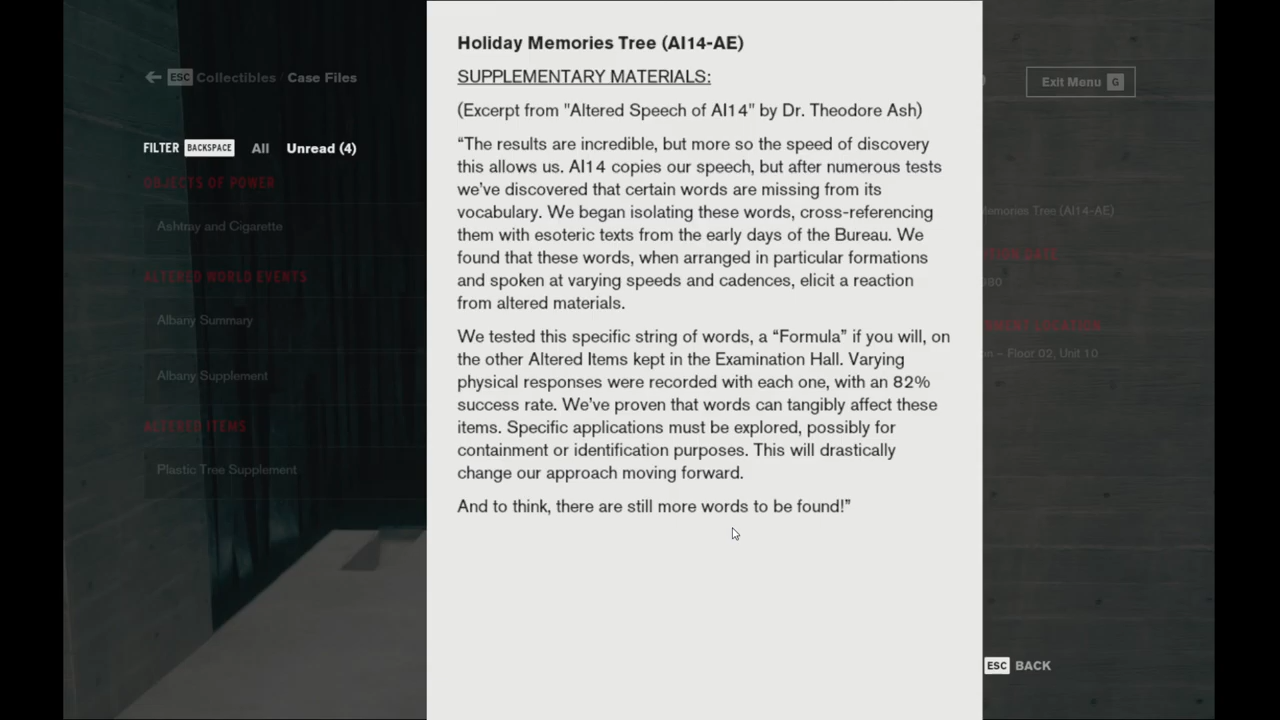 Holiday Memories Tree (AI14-AE)
SUPPLEMENTARY MATERIALS:
(Excerpt from "Altered Speech of AI14" by Dr. Theodore Ash)
“The results are incredible, but more so the speed of discovery
this allows us. AI14 copies our speech, but after numerous tests
we’ve discovered that certain words are missing from its
vocabulary. We began isolating these words, cross-referencing
them with esoteric texts from the early days of the Bureau. We
found that these words, when arranged in particular formations
and spoken at varying speeds and cadences, elicit a reaction
from altered materials.
We tested this specific string of words, a “Formula” if you will, on
the other Altered Items kept in the Examination Hall. Varying
physical responses were recorded with each one, with an 82%
success rate. We’ve proven that words can tangibly affect these
items. Specific applications must be explored, possibly for
containment or identification purposes. This will drastically
change our approach moving forward.
And to think, there are still more words to be found!”
ESC Collectibles / Case Files
FILTER BACKSPACE All Unread (4)
OBJECTS OF POWER
Ashtray and Cigarette
ALTERED WORLD EVENTS
Albany Summary
Albany Supplement
ALTERED ITEMS
Plastic Tree Supplement
Exit Menu G
Memories Tree (AI14-AE)
Floor 02, Unit 10
ESC BACK